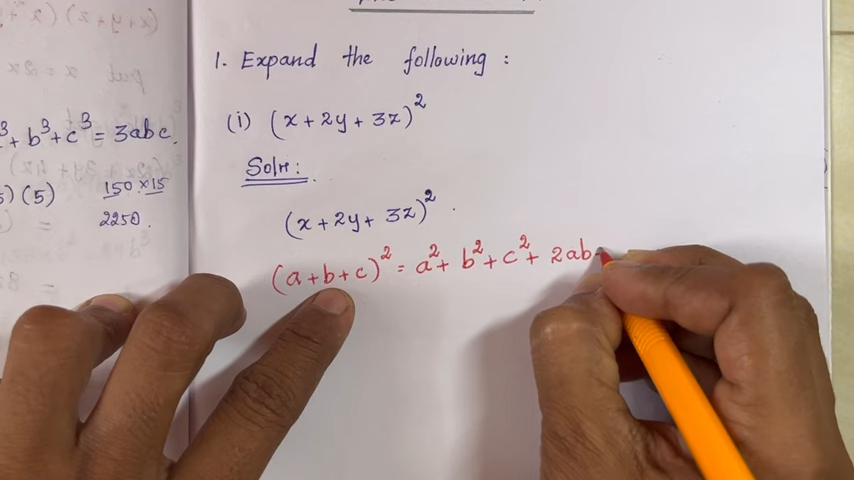 1. Expand the following :
(i) (x + 2y + 3z)²
Soln:
(x + 2y + 3z)² .
(a + b + c)² = a² + b² + c² + 2ab
³ + b³ + c³ = 3abc.
5) (5) 150 × 15
2250.